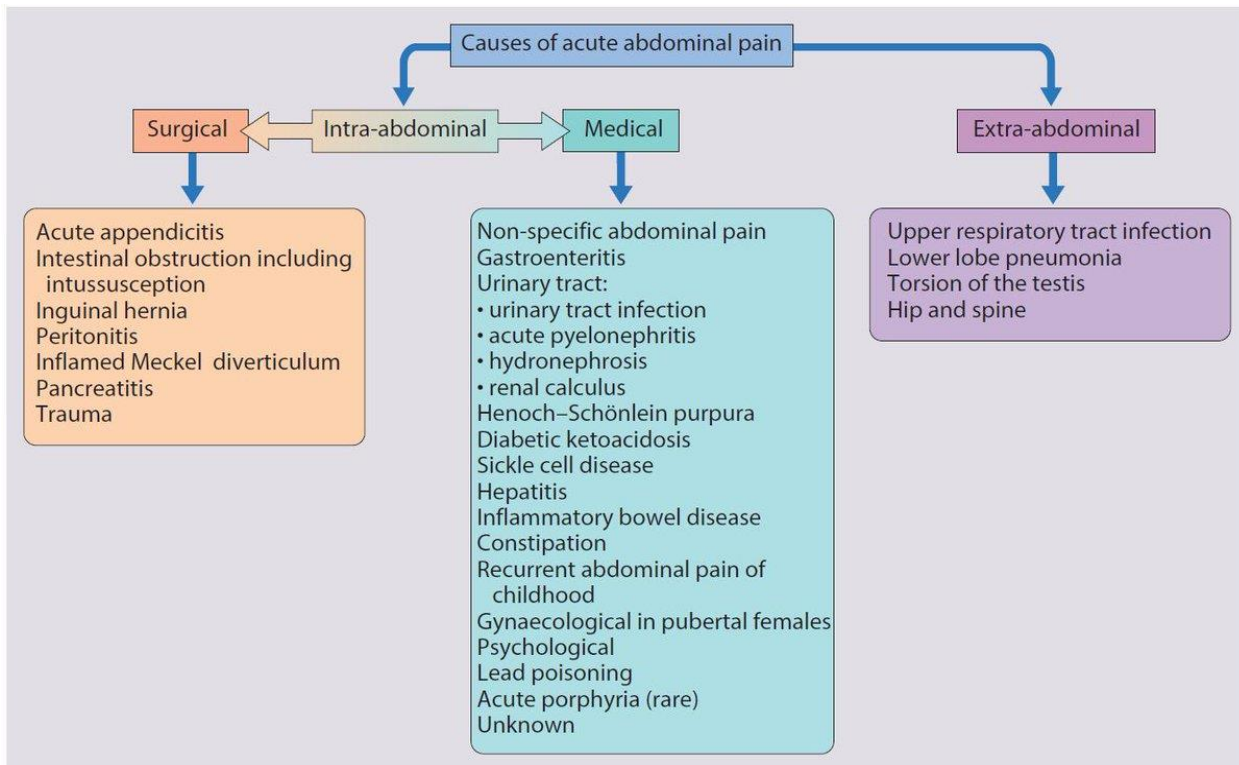 Causes of acute abdominal pain
Surgical
Intra-abdominal
Medical
Extra-abdominal
Acute appendicitis
Intestinal obstruction including
intussusception
Inguinal hernia
Peritonitis
Inflamed Meckel diverticulum
Pancreatitis
Trauma
Non-specific abdominal pain
Gastroenteritis
Urinary tract:
• urinary tract infection
• acute pyelonephritis
• hydronephrosis
• renal calculus
Henoch–Schönlein purpura
Diabetic ketoacidosis
Sickle cell disease
Hepatitis
Inflammatory bowel disease
Constipation
Recurrent abdominal pain of
childhood
Gynaecological in pubertal females
Psychological
Lead poisoning
Acute porphyria (rare)
Unknown
Upper respiratory tract infection
Lower lobe pneumonia
Torsion of the testis
Hip and spine